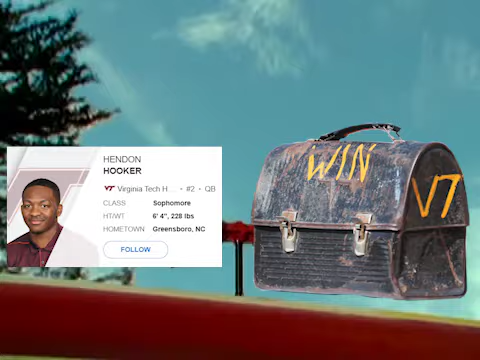 HENDON
HOOKER
VT Virginia Tech H... • #2 • QB
CLASS Sophomore
HT/WT 6' 4", 228 lbs
HOMETOWN Greensboro, NC
FOLLOW
WIN
VT